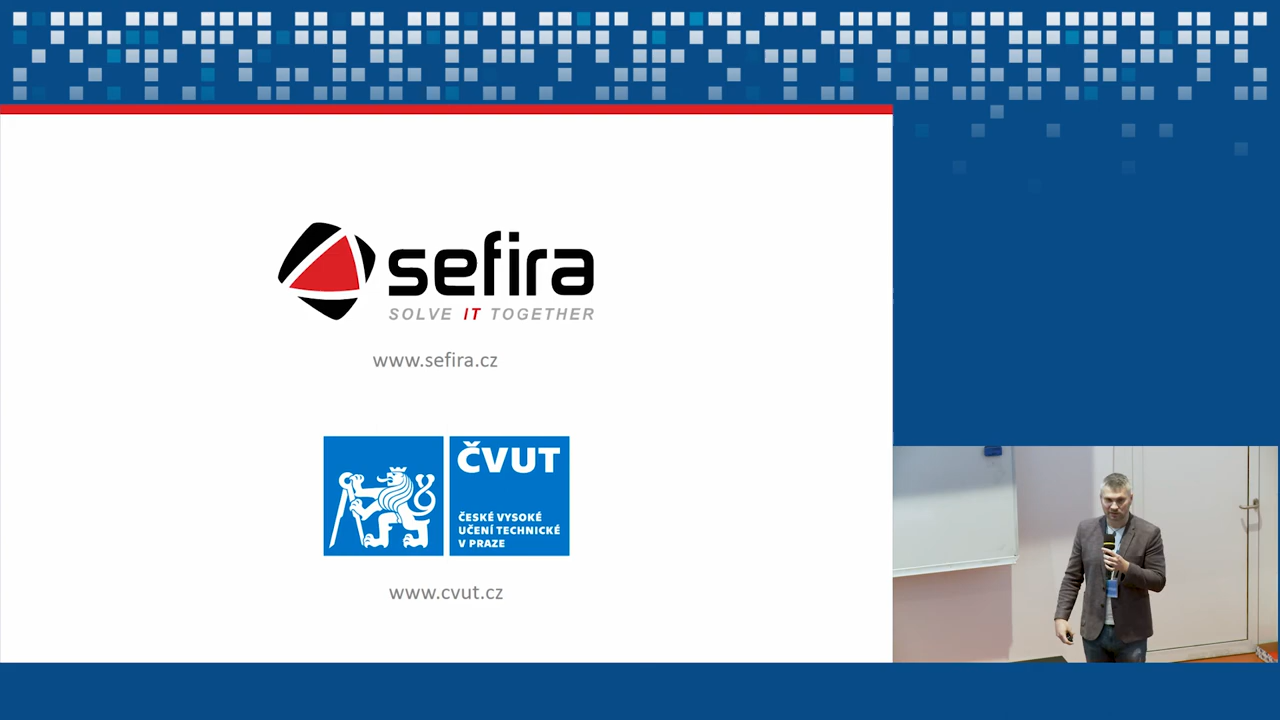 sefira
SOLVE IT TOGETHER
www.sefira.cz
ČVUT
ČESKÉ VYSOKÉ
UČENÍ TECHNICKÉ
V PRAZE
www.cvut.cz